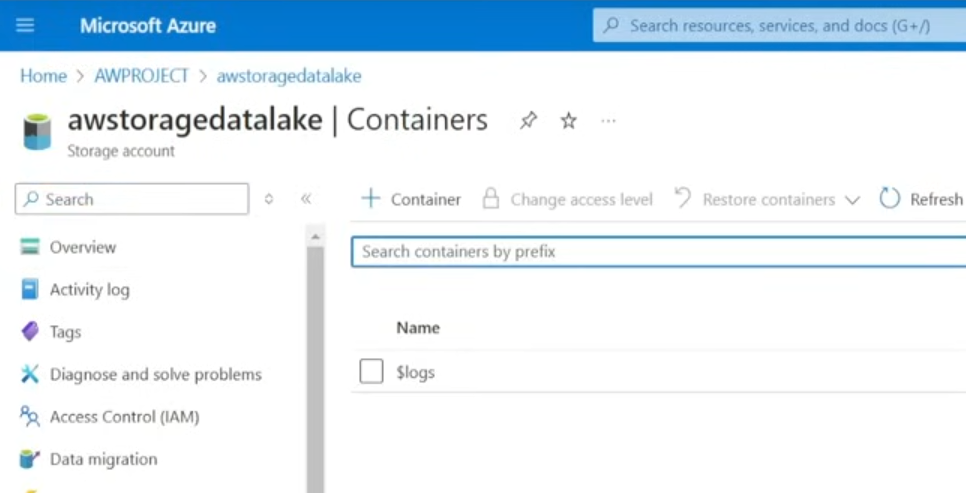 Microsoft Azure
Search resources, services, and docs (G+/)
Home > AWPROJECT > awstoragedatalake
awstoragedatalake | Containers
Storage account
Search
Container
Change access level
Restore containers
Refresh
Search containers by prefix
Overview
Activity log
Tags
Diagnose and solve problems
Access Control (IAM)
Data migration
Name
$logs